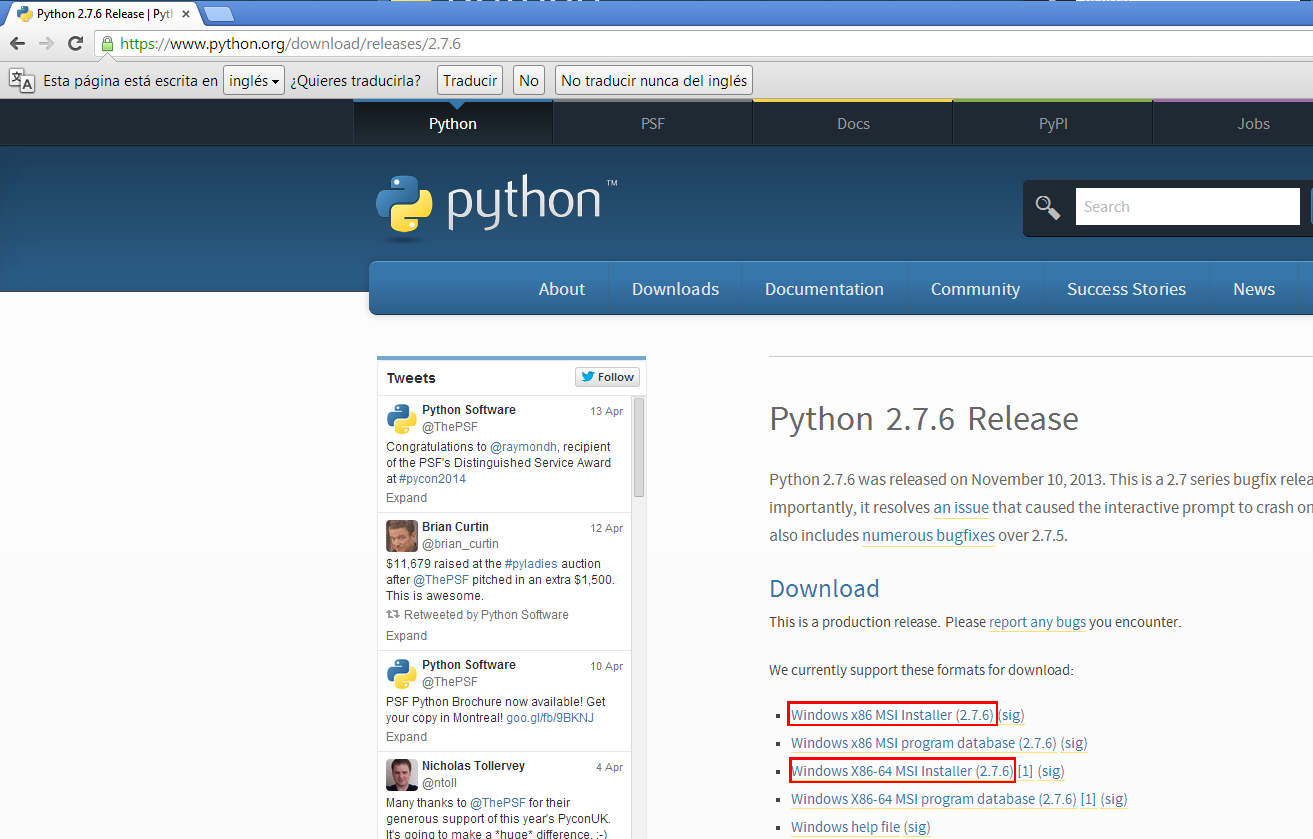 Python 2.7.6 Release | Pyt
https://www.python.org/download/releases/2.7.6
Esta página está escrita en inglés ¿Quieres traducirla? Traducir No No traducir nunca del inglés
Python PSF Docs PyPI Jobs
python™
Search
About Downloads Documentation Community Success Stories News
Tweets Follow
Python Software 13 Apr
@ThePSF
Congratulations to @raymondh, recipient
of the PSF's Distinguished Service Award
at #pycon2014
Expand
Brian Curtin 12 Apr
@brian_curtin
$11,679 raised at the #pyladies auction
after @ThePSF pitched in an extra $1,500.
This is awesome.
Retweeted by Python Software
Expand
Python Software 10 Apr
@ThePSF
PSF Python Brochure now available! Get
your copy in Montreal! goo.gl/fb/9BKNJ
Expand
Nicholas Tollervey 4 Apr
@ntoll
Many thanks to @ThePSF for their
generous support of this year's PyconUK.
It's going to make a *huge* difference. :-)
Python 2.7.6 Release
Python 2.7.6 was released on November 10, 2013. This is a 2.7 series bugfix relea
importantly, it resolves an issue that caused the interactive prompt to crash on
also includes numerous bugfixes over 2.7.5.
Download
This is a production release. Please report any bugs you encounter.
We currently support these formats for download:
Windows x86 MSI Installer (2.7.6) (sig)
Windows x86 MSI program database (2.7.6) (sig)
Windows X86-64 MSI Installer (2.7.6) [1] (sig)
Windows X86-64 MSI program database (2.7.6) [1] (sig)
Windows help file (sig)